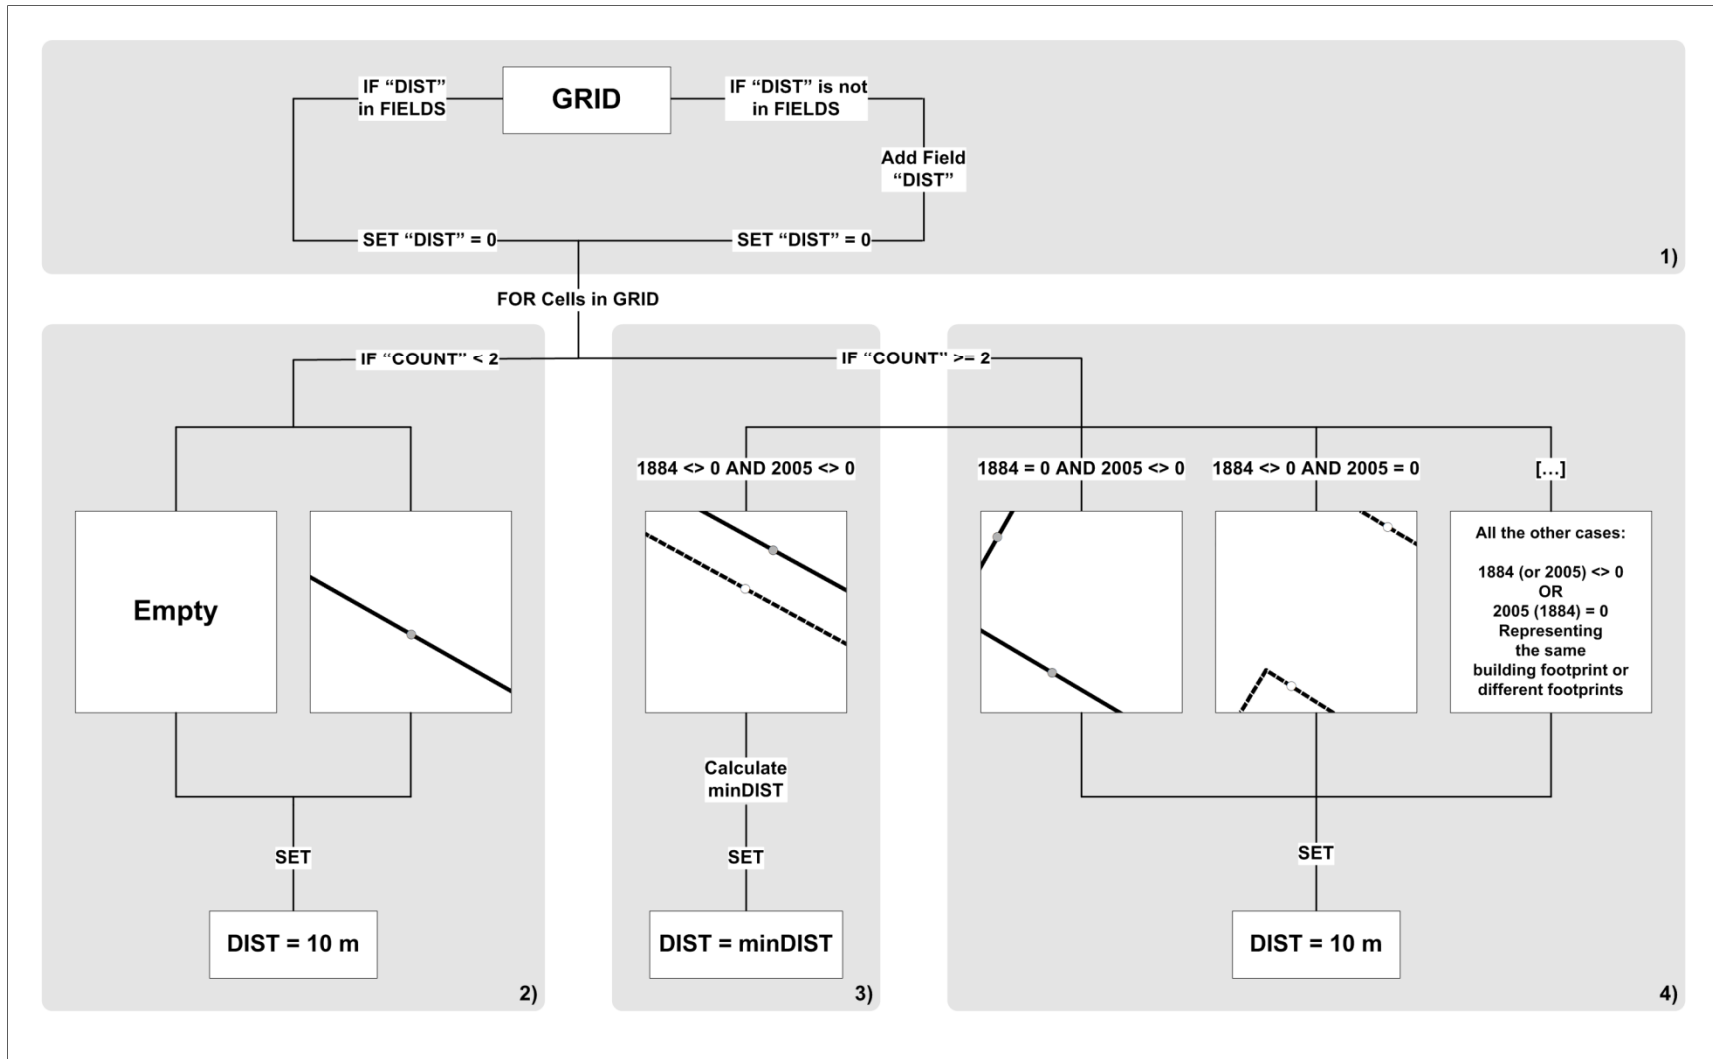 IF “DIST”
in FIELDS
GRID
IF “DIST” is not
in FIELDS
Add Field
“DIST”
SET “DIST” = 0
SET “DIST” = 0
1)
FOR Cells in GRID
IF “COUNT” < 2
IF “COUNT” >= 2
1884 <> 0 AND 2005 <> 0
1884 = 0 AND 2005 <> 0
1884 <> 0 AND 2005 = 0
[...]
Empty
All the other cases:
1884 (or 2005) <> 0
OR
2005 (1884) = 0
Representing
the same
building footprint or
different footprints
Calculate
minDIST
SET
SET
SET
DIST = 10 m
DIST = minDIST
DIST = 10 m
2)
3)
4)